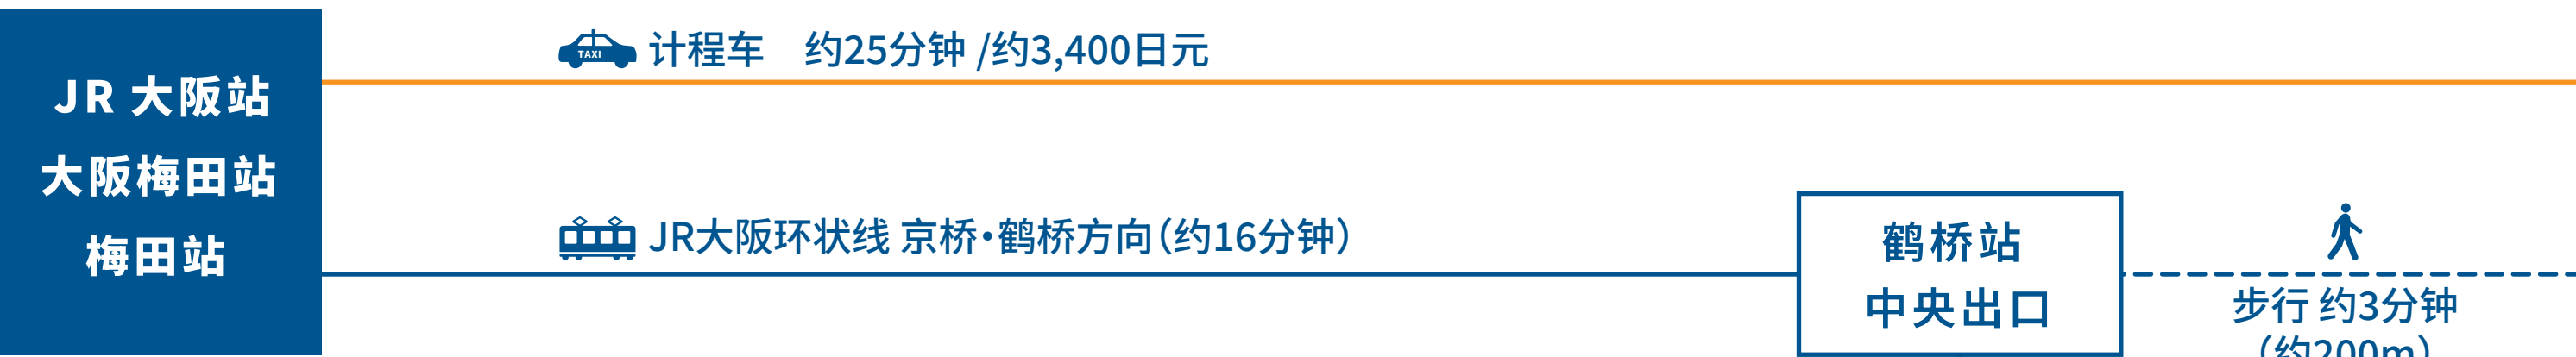 JR 大阪站
大阪梅田站
梅田站
TAXI 计程车 约25分钟 /约3,400日元
JR大阪环状线 京桥・鹤桥方向（约16分钟）
鹤桥站
中央出口
步行 约3分钟
（约200m）